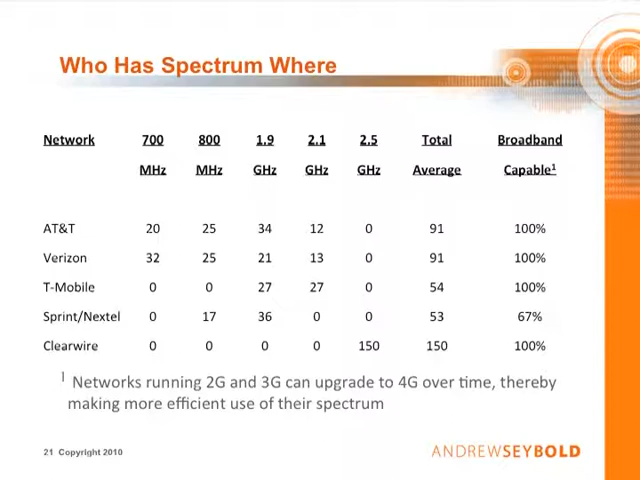 Who Has Spectrum Where
Network 700 800 1.9 2.1 2.5 Total Broadband
MHz MHz GHz GHz GHz Average Capable1
AT&T 20 25 34 12 0 91 100%
Verizon 32 25 21 13 0 91 100%
T-Mobile 0 0 27 27 0 54 100%
Sprint/Nextel 0 17 36 0 0 53 67%
Clearwire 0 0 0 0 150 150 100%
1 Networks running 2G and 3G can upgrade to 4G over time, thereby
making more efficient use of their spectrum
21 Copyright 2010 ANDREWSEYBOLD